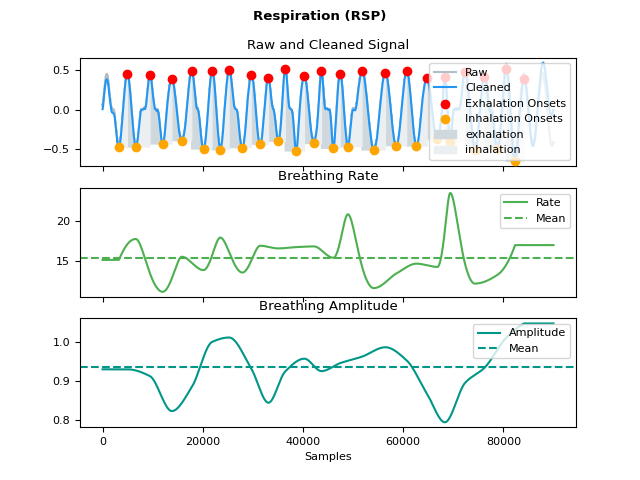 Respiration (RSP)
Raw and Cleaned Signal
0.5
0.0
−0.5
Raw
Cleaned
Exhalation Onsets
Inhalation Onsets
exhalation
inhalation
Breathing Rate
20
15
Rate
Mean
Breathing Amplitude
1.0
0.9
0.8
Amplitude
Mean
0
20000
40000
60000
80000
Samples